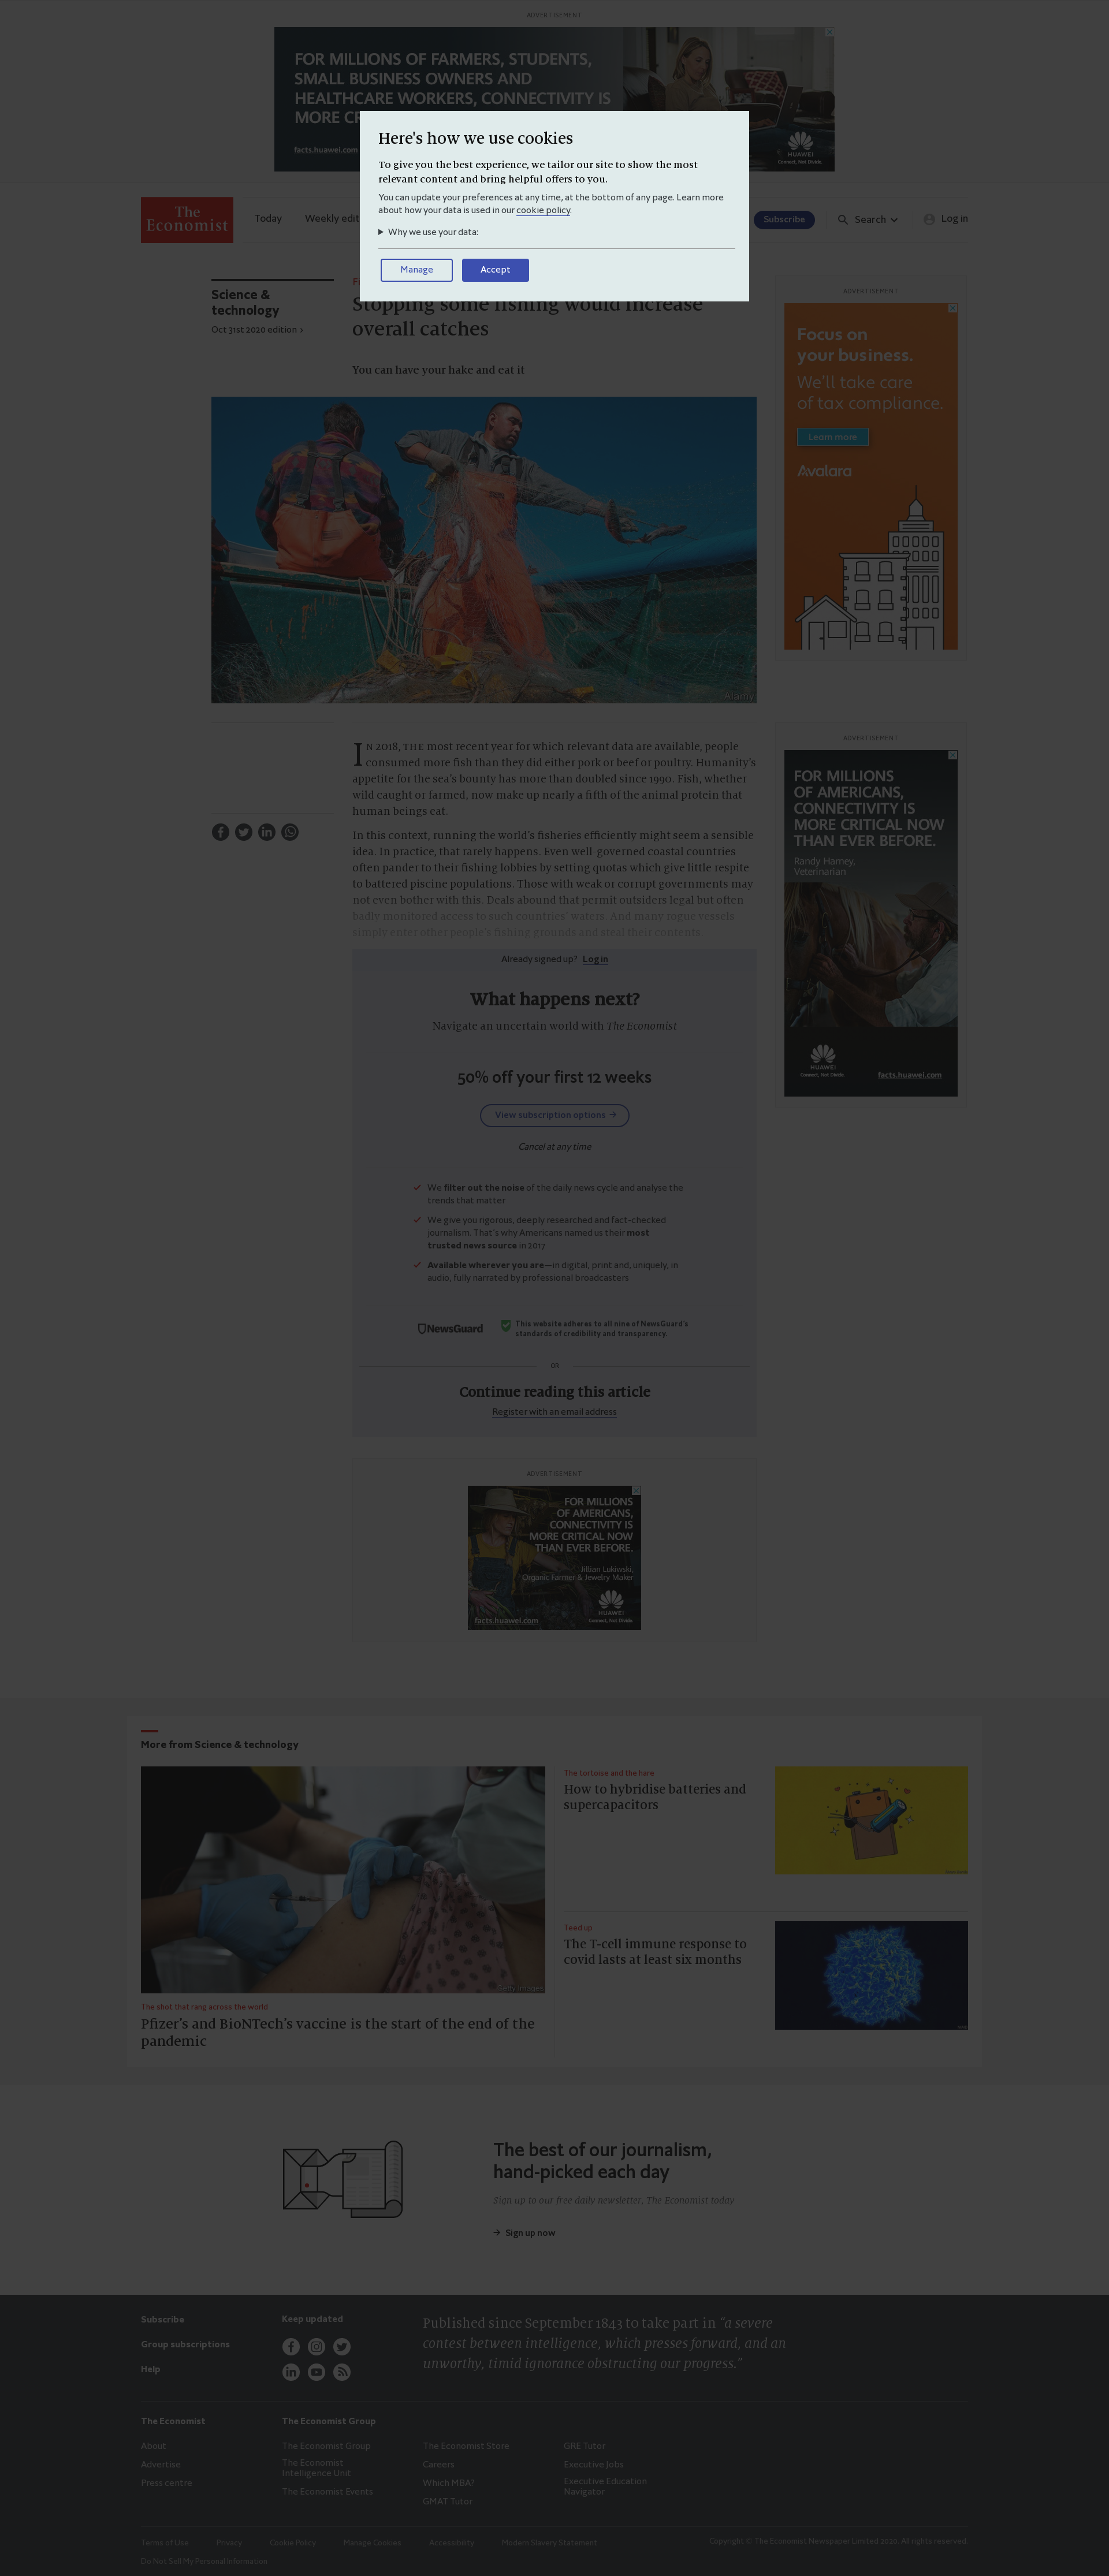 ADVERTISEMENT
FOR MILLIONS OF FARMERS, STUDENTS,
SMALL BUSINESS OWNERS AND
HEALTHCARE WORKERS, CONNECTIVITY IS
MORE
facts.huawei.com
HUAWEI
Connect, Not Divide.
Here's how we use cookies
To give you the best experience, we tailor our site to show the most
relevant content and bring helpful offers to you.
You can update your preferences at any time, at the bottom of any page. Learn more
about how your data is used in our cookie policy.
Why we use your data:
Manage
Accept
The
Economist
Today
Weekly edit
Subscribe
Search
Log in
Science &
technology
Oct 31st 2020 edition ›
Stopping some fishing would increase
overall catches
You can have your hake and eat it
Alamy
ADVERTISEMENT
Focus on
your business.
We'll take care
of tax compliance.
Learn more
Avalara
IN 2018, THE most recent year for which relevant data are available, people
consumed more fish than they did either pork or beef or poultry. Humanity's
appetite for the sea's bounty has more than doubled since 1990. Fish, whether
wild caught or farmed, now make up nearly a fifth of the animal protein that
human beings eat.
In this context, running the world's fisheries efficiently might seem a sensible
idea. In practice, that rarely happens. Even well-governed coastal countries
often pander to their fishing lobbies by setting quotas which give little respite
to battered piscine populations. Those with weak or corrupt governments may
not even bother with this. Deals abound that permit outsiders legal but often
badly monitored access to such countries' waters. And many rogue vessels
simply enter other people's fishing grounds and steal their contents.
ADVERTISEMENT
FOR MILLIONS
OF AMERICANS,
CONNECTIVITY IS
MORE CRITICAL NOW
THAN EVER BEFORE.
Randy Harney,
Veterinarian
HUAWEI
Connect, Not Divide.
facts.huawei.com
Already signed up? Log in
What happens next?
Navigate an uncertain world with The Economist
50% off your first 12 weeks
View subscription options →
Cancel at any time
We filter out the noise of the daily news cycle and analyse the
trends that matter
We give you rigorous, deeply researched and fact-checked
journalism. That's why Americans named us their most
trusted news source in 2017
Available wherever you are—in digital, print and, uniquely, in
audio, fully narrated by professional broadcasters
NewsGuard
This website adheres to all nine of NewsGuard's
standards of credibility and transparency.
OR
Continue reading this article
Register with an email address
ADVERTISEMENT
FOR MILLIONS
OF AMERICANS,
CONNECTIVITY IS
MORE CRITICAL NOW
THAN EVER BEFORE.
Jillian Lukiwski,
Organic Farmer & Jewelry Maker
HUAWEI
Connect, Not Divide.
facts.huawei.com
More from Science & technology
Getty Images
The shot that rang across the world
Pfizer's and BioNTech's vaccine is the start of the end of the
pandemic
The tortoise and the hare
How to hybridise batteries and
supercapacitors
Teed up
The T-cell immune response to
covid lasts at least six months
The best of our journalism,
hand-picked each day
Sign up to our free daily newsletter, The Economist today
→ Sign up now
Subscribe
Group subscriptions
Help
Keep updated
Published since September 1843 to take part in “a severe
contest between intelligence, which presses forward, and an
unworthy, timid ignorance obstructing our progress.”
The Economist
About
Advertise
Press centre
The Economist Group
The Economist Group
The Economist
Intelligence Unit
The Economist Events
The Economist Store
Careers
Which MBA?
GMAT Tutor
GRE Tutor
Executive Jobs
Executive Education
Navigator
Terms of Use
Privacy
Cookie Policy
Manage Cookies
Accessibility
Modern Slavery Statement
Do Not Sell My Personal Information
Copyright © The Economist Newspaper Limited 2020. All rights reserved.